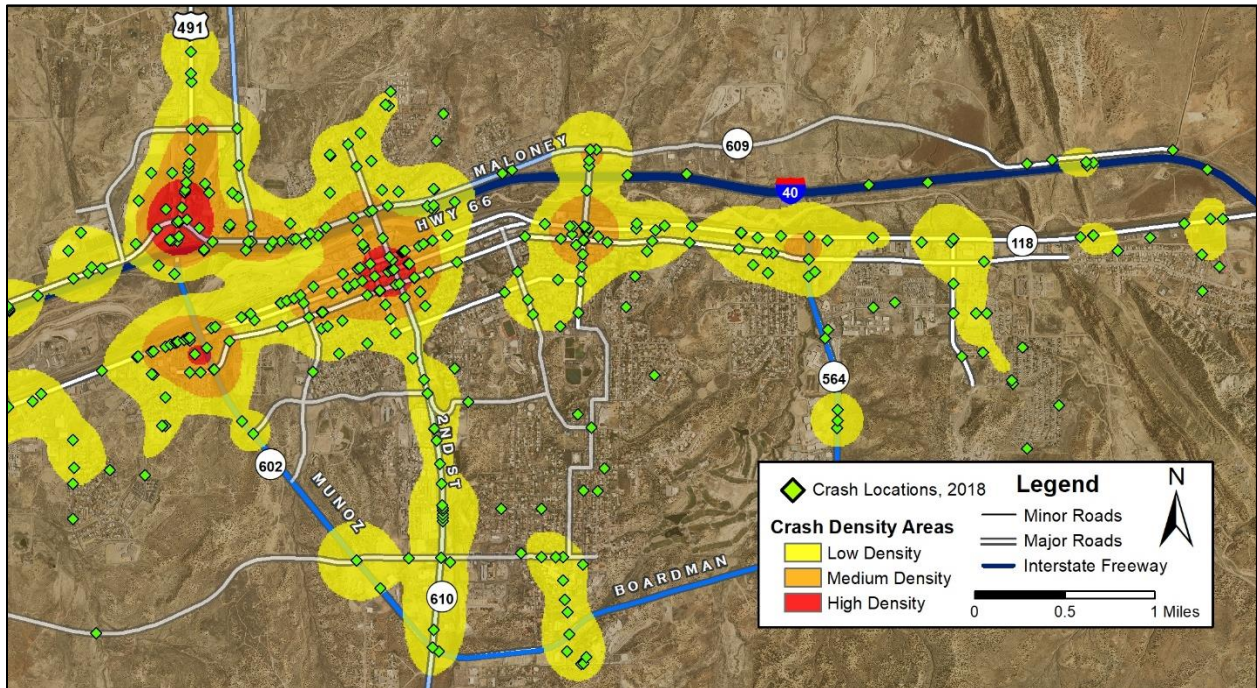 491
MALONEY
609
40
HWY 66
118
564
2ND ST
602
MUNOZ
BOARDMAN
610
Legend
N
Crash Locations, 2018
Crash Density Areas
Low Density
Medium Density
High Density
Minor Roads
Major Roads
Interstate Freeway
0 0.5 1 Miles